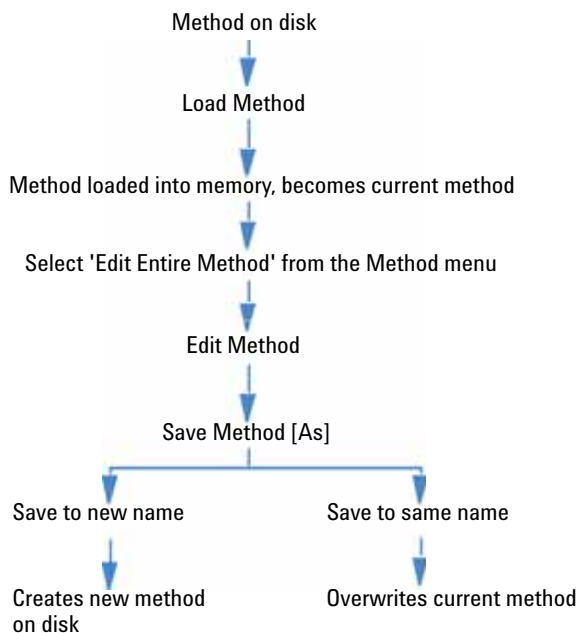 Method on disk
Load Method
Method loaded into memory, becomes current method
Select 'Edit Entire Method' from the Method menu
Edit Method
Save Method [As]
Save to new name
Save to same name
Creates new method
on disk
Overwrites current method